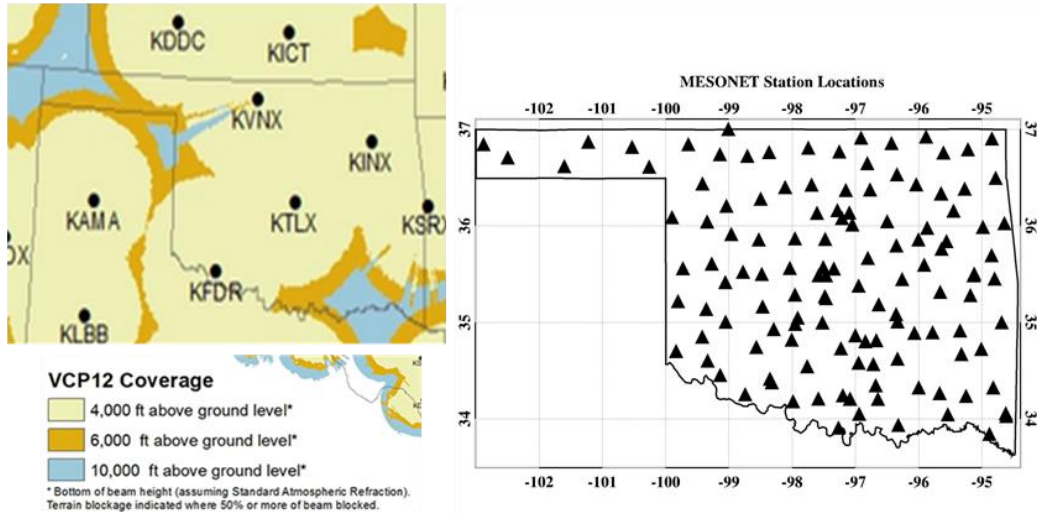 KDDC
KICT
KVNX
KINX
KAMA
KTLX
KSRX
DX
KFDR
KLBB
VCP12 Coverage
4,000 ft above ground level*
6,000 ft above ground level*
10,000 ft above ground level*
* Bottom of beam height (assuming Standard Atmospheric Refraction).
Terrain blockage indicated where 50% or more of beam blocked.
MESONET Station Locations
-102 -101 -100 -99 -98 -97 -96 -95
37 37
36 36
35 35
34 34
-102 -101 -100 -99 -98 -97 -96 -95